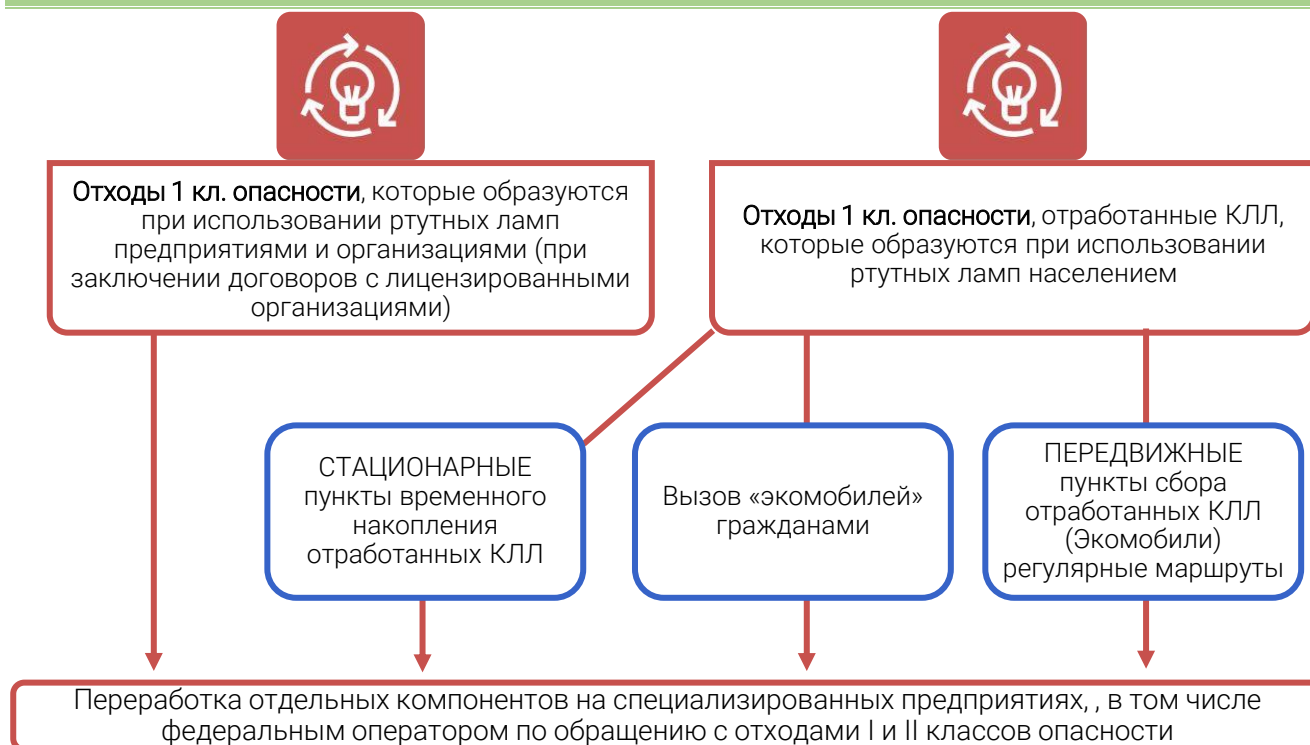 Отходы 1 кл. опасности, которые образуются
при использовании ртутных ламп
предприятиями и организациями (при
заключении договоров с лицензированными
организациями)
Отходы 1 кл. опасности, отработанные КЛЛ,
которые образуются при использовании
ртутных ламп населением
СТАЦИОНАРНЫЕ
пункты временного
накопления
отработанных КЛЛ
Вызов «экомобилей»
гражданами
ПЕРЕДВИЖНЫЕ
пункты сбора
отработанных КЛЛ
(Экомобили)
регулярные маршруты
Переработка отдельных компонентов на специализированных предприятиях, , в том числе
федеральным оператором по обращению с отходами I и II классов опасности